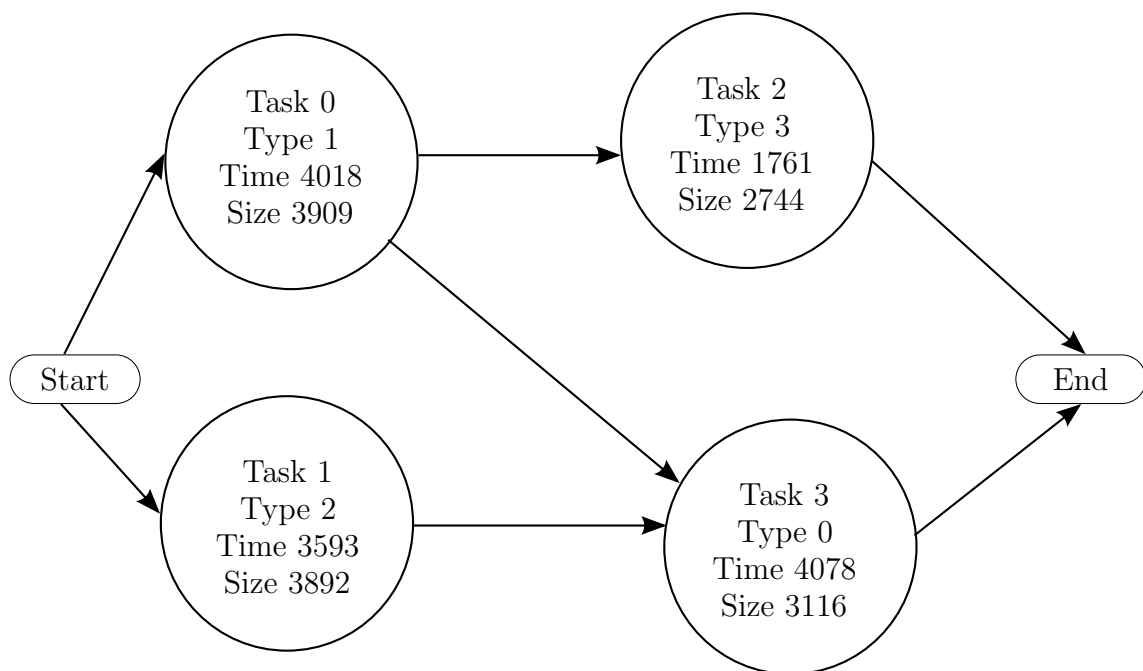 Task 0
Type 1
Time 4018
Size 3909
Task 2
Type 3
Time 1761
Size 2744
Start
End
Task 1
Type 2
Time 3593
Size 3892
Task 3
Type 0
Time 4078
Size 3116